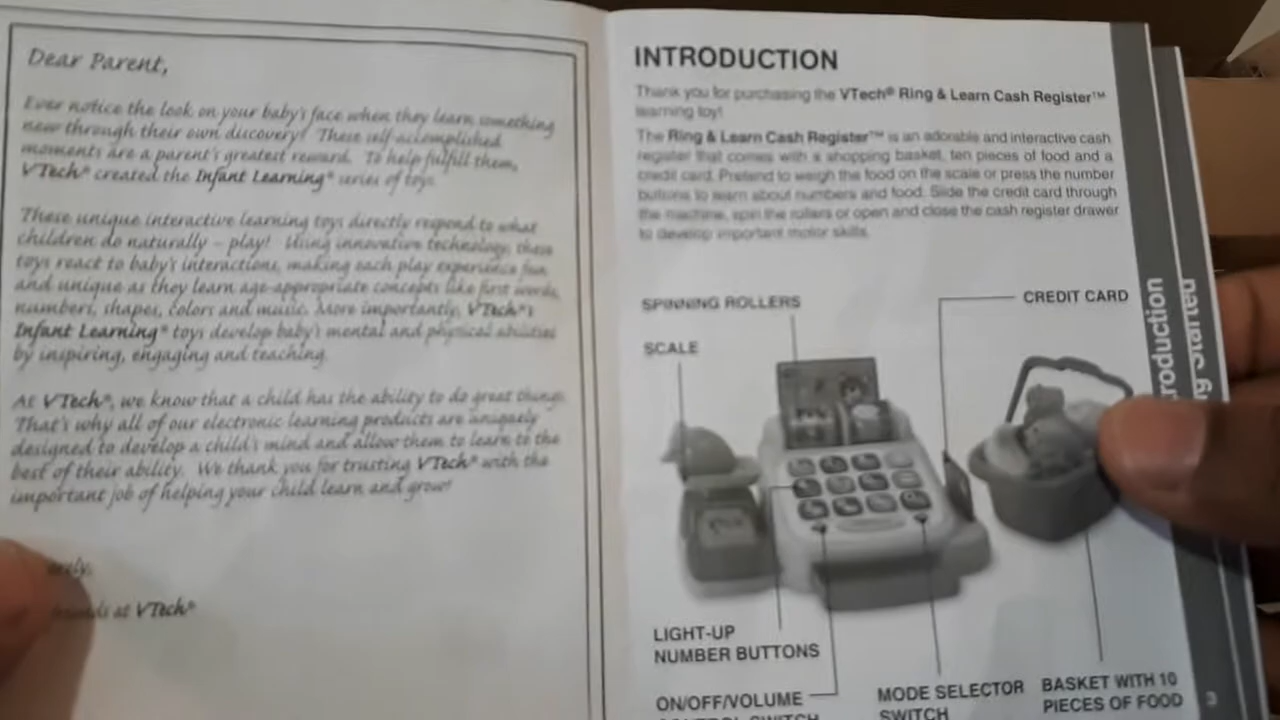 Dear Parent,
Ever notice the look on your baby's face when they learn something
new through their own discovery? These self-accomplished
moments are a parent's greatest reward. To help fulfill them,
VTech® created the Infant Learning® series of toys.
These unique interactive learning toys directly respond to what
children do naturally – play! Using innovative technology, these
toys react to baby's interactions, making each play experience fun
and unique as they learn age-appropriate concepts like first words,
numbers, shapes, colors and music. More importantly, VTech®'s
Infant Learning® toys develop baby's mental and physical abilities
by inspiring, engaging and teaching.
At VTech®, we know that a child has the ability to do great things.
That's why all of our electronic learning products are uniquely
designed to develop a child's mind and allow them to learn to the
best of their ability. We thank you for trusting VTech® with the
important job of helping your child learn and grow!
at VTech®
INTRODUCTION
Thank you for purchasing the VTech® Ring & Learn Cash Register™
learning toy!
The Ring & Learn Cash Register™ is an adorable and interactive cash
register that comes with a shopping basket, ten pieces of food and a
credit card. Pretend to weigh the food on the scale or press the number
buttons to learn about numbers and food. Slide the credit card through
the machine, spin the rollers or open and close the cash register drawer
to develop important motor skills.
SPINNING ROLLERS
CREDIT CARD
SCALE
LIGHT-UP
NUMBER BUTTONS
ON/OFF/VOLUME
CONTROL SWITCH
MODE SELECTOR
SWITCH
BASKET WITH 10
PIECES OF FOOD
3
roduction
g Started